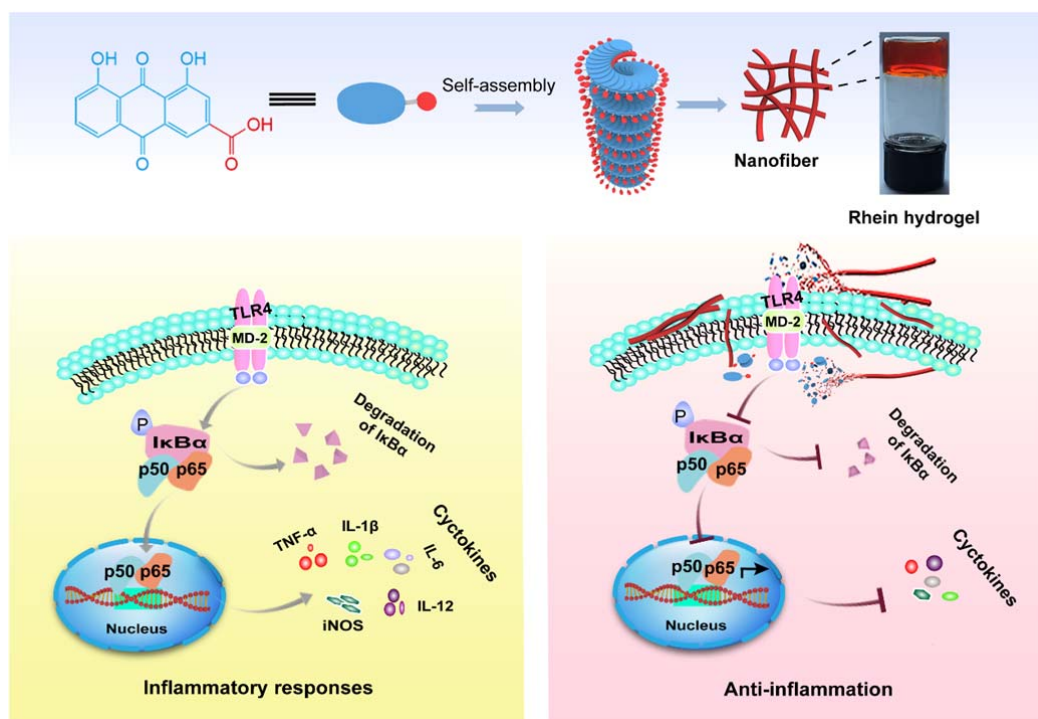 OH
O
OH
OH
O
O
Self-assembly
Nanofiber
Rhein hydrogel
TLR4
MD-2
P
IκBα
p50 p65
Degradation
of IκBα
p50 p65
Nucleus
TNF-α
IL-1β
IL-6
iNOS
IL-12
Cyctokines
Inflammatory responses
TLR4
MD-2
P
IκBα
p50 p65
Degradation
of IκBα
p50 p65
Nucleus
Cyctokines
Anti-inflammation